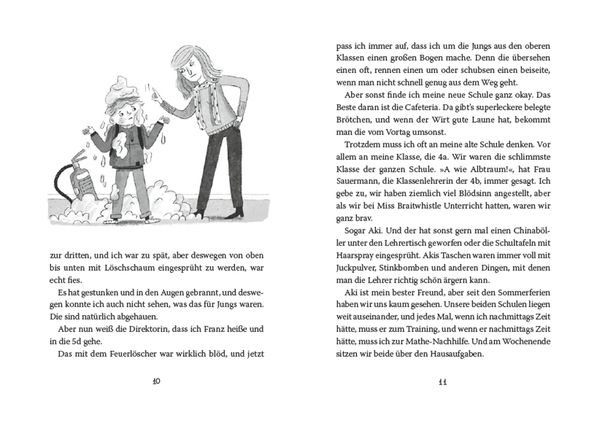 zur dritten, und ich war zu spät, aber deswegen von oben
bis unten mit Löschschaum eingesprüht zu werden, war
echt fies.
Es hat gestunken und in den Augen gebrannt, und deswe-
gen konnte ich auch nicht sehen, was das für Jungs waren.
Die sind natürlich abgehauen.
Aber nun weiß die Direktorin, dass ich Franz heiße und
in die 5d gehe.
Das mit dem Feuerlöscher war wirklich blöd, und jetzt
10
pass ich immer auf, dass ich um die Jungs aus den oberen
Klassen einen großen Bogen mache. Denn die übersehen
einen oft, rennen einen um oder schubsen einen beiseite,
wenn man nicht schnell genug aus dem Weg geht.
Aber sonst finde ich meine neue Schule ganz okay. Das
Beste daran ist die Cafeteria. Da gibt's superleckere belegte
Brötchen, und wenn der Wirt gute Laune hat, bekommt
man die vom Vortag umsonst.
Trotzdem muss ich oft an meine alte Schule denken. Vor
allem an meine Klasse, die 4a. Wir waren die schlimmste
Klasse der ganzen Schule. »A wie Albtraum!«, hat Frau
Sauermann, die Klassenlehrerin der 4b, immer gesagt. Ich
gebe zu, wir haben ziemlich viel Blödsinn angestellt, aber
als wir bei Miss Braitwhistle Unterricht hatten, waren wir
ganz brav.
Sogar Aki. Und der hat sonst gern mal einen Chinaböl-
ler unter den Lehrertisch geworfen oder die Schultafeln mit
Haarspray eingesprüht. Akis Taschen waren immer voll mit
Juckpulver, Stinkbomben und anderen Dingen, mit denen
man die Lehrer richtig schön ärgern kann.
Aki ist mein bester Freund, aber seit den Sommerferien
haben wir uns kaum gesehen. Unsere beiden Schulen liegen
weit auseinander, und jedes Mal, wenn ich nachmittags Zeit
hätte, muss er zum Training, und wenn er nachmittags Zeit
hätte, muss ich zur Mathe-Nachhilfe. Und am Wochenende
sitzen wir beide über den Hausaufgaben.
11